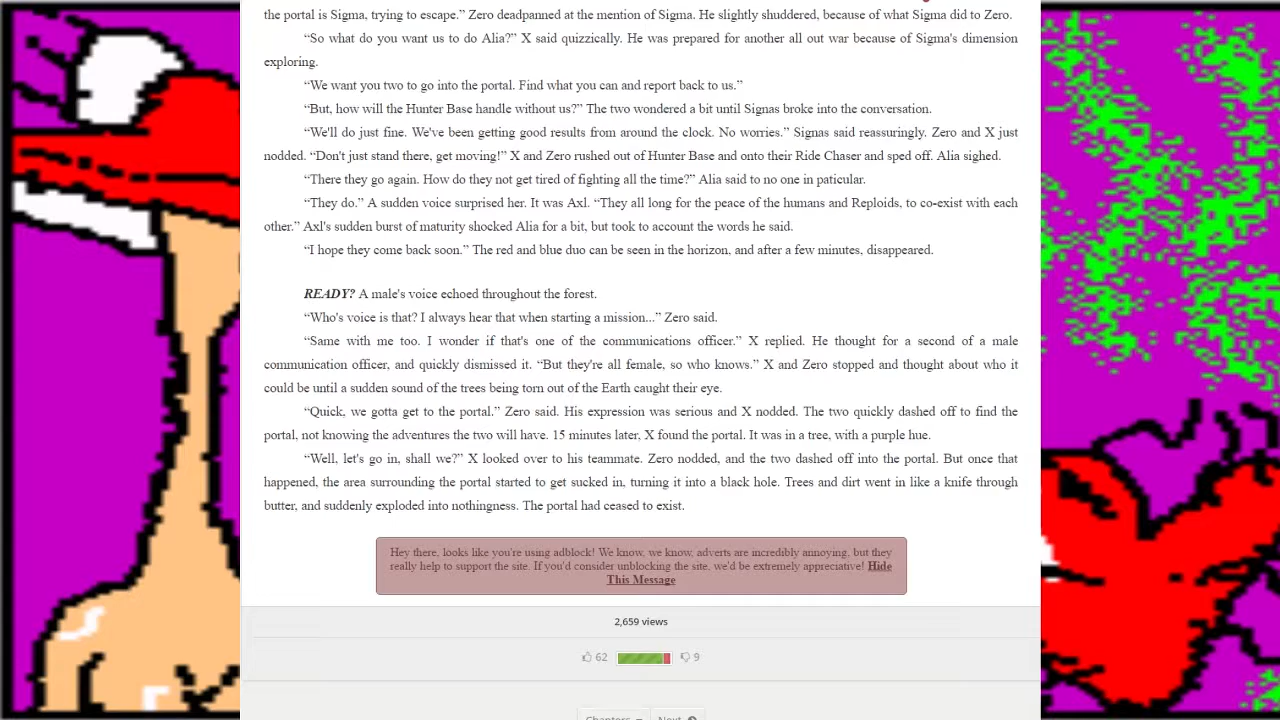 the portal is Sigma, trying to escape.” Zero deadpanned at the mention of Sigma. He slightly shuddered, because of what Sigma did to Zero.
“So what do you want us to do Alia?” X said quizzically. He was prepared for another all out war because of Sigma's dimension
exploring.
“We want you two to go into the portal. Find what you can and report back to us.”
“But, how will the Hunter Base handle without us?” The two wondered a bit until Signas broke into the conversation.
“We'll do just fine. We've been getting good results from around the clock. No worries.” Signas said reassuringly. Zero and X just
nodded. “Don't just stand there, get moving!” X and Zero rushed out of Hunter Base and onto their Ride Chaser and sped off. Alia sighed.
“There they go again. How do they not get tired of fighting all the time?” Alia said to no one in paticular.
“They do.” A sudden voice surprised her. It was Axl. “They all long for the peace of the humans and Reploids, to co-exist with each
other.” Axl's sudden burst of maturity shocked Alia for a bit, but took to account the words he said.
“I hope they come back soon.” The red and blue duo can be seen in the horizon, and after a few minutes, disappeared.
READY? A male's voice echoed throughout the forest.
“Who's voice is that? I always hear that when starting a mission...” Zero said.
“Same with me too. I wonder if that's one of the communications officer.” X replied. He thought for a second of a male
communication officer, and quickly dismissed it. “But they're all female, so who knows.” X and Zero stopped and thought about who it
could be until a sudden sound of the trees being torn out of the Earth caught their eye.
“Quick, we gotta get to the portal.” Zero said. His expression was serious and X nodded. The two quickly dashed off to find the
portal, not knowing the adventures the two will have. 15 minutes later, X found the portal. It was in a tree, with a purple hue.
“Well, let's go in, shall we?” X looked over to his teammate. Zero nodded, and the two dashed off into the portal. But once that
happened, the area surrounding the portal started to get sucked in, turning it into a black hole. Trees and dirt went in like a knife through
butter, and suddenly exploded into nothingness. The portal had ceased to exist.
Hey there, looks like you're using adblock! We know, we know, adverts are incredibly annoying, but they
really help to support the site. If you'd consider unblocking the site, we'd be extremely appreciative! Hide
This Message
2,659 views
62 9
Chapters Next